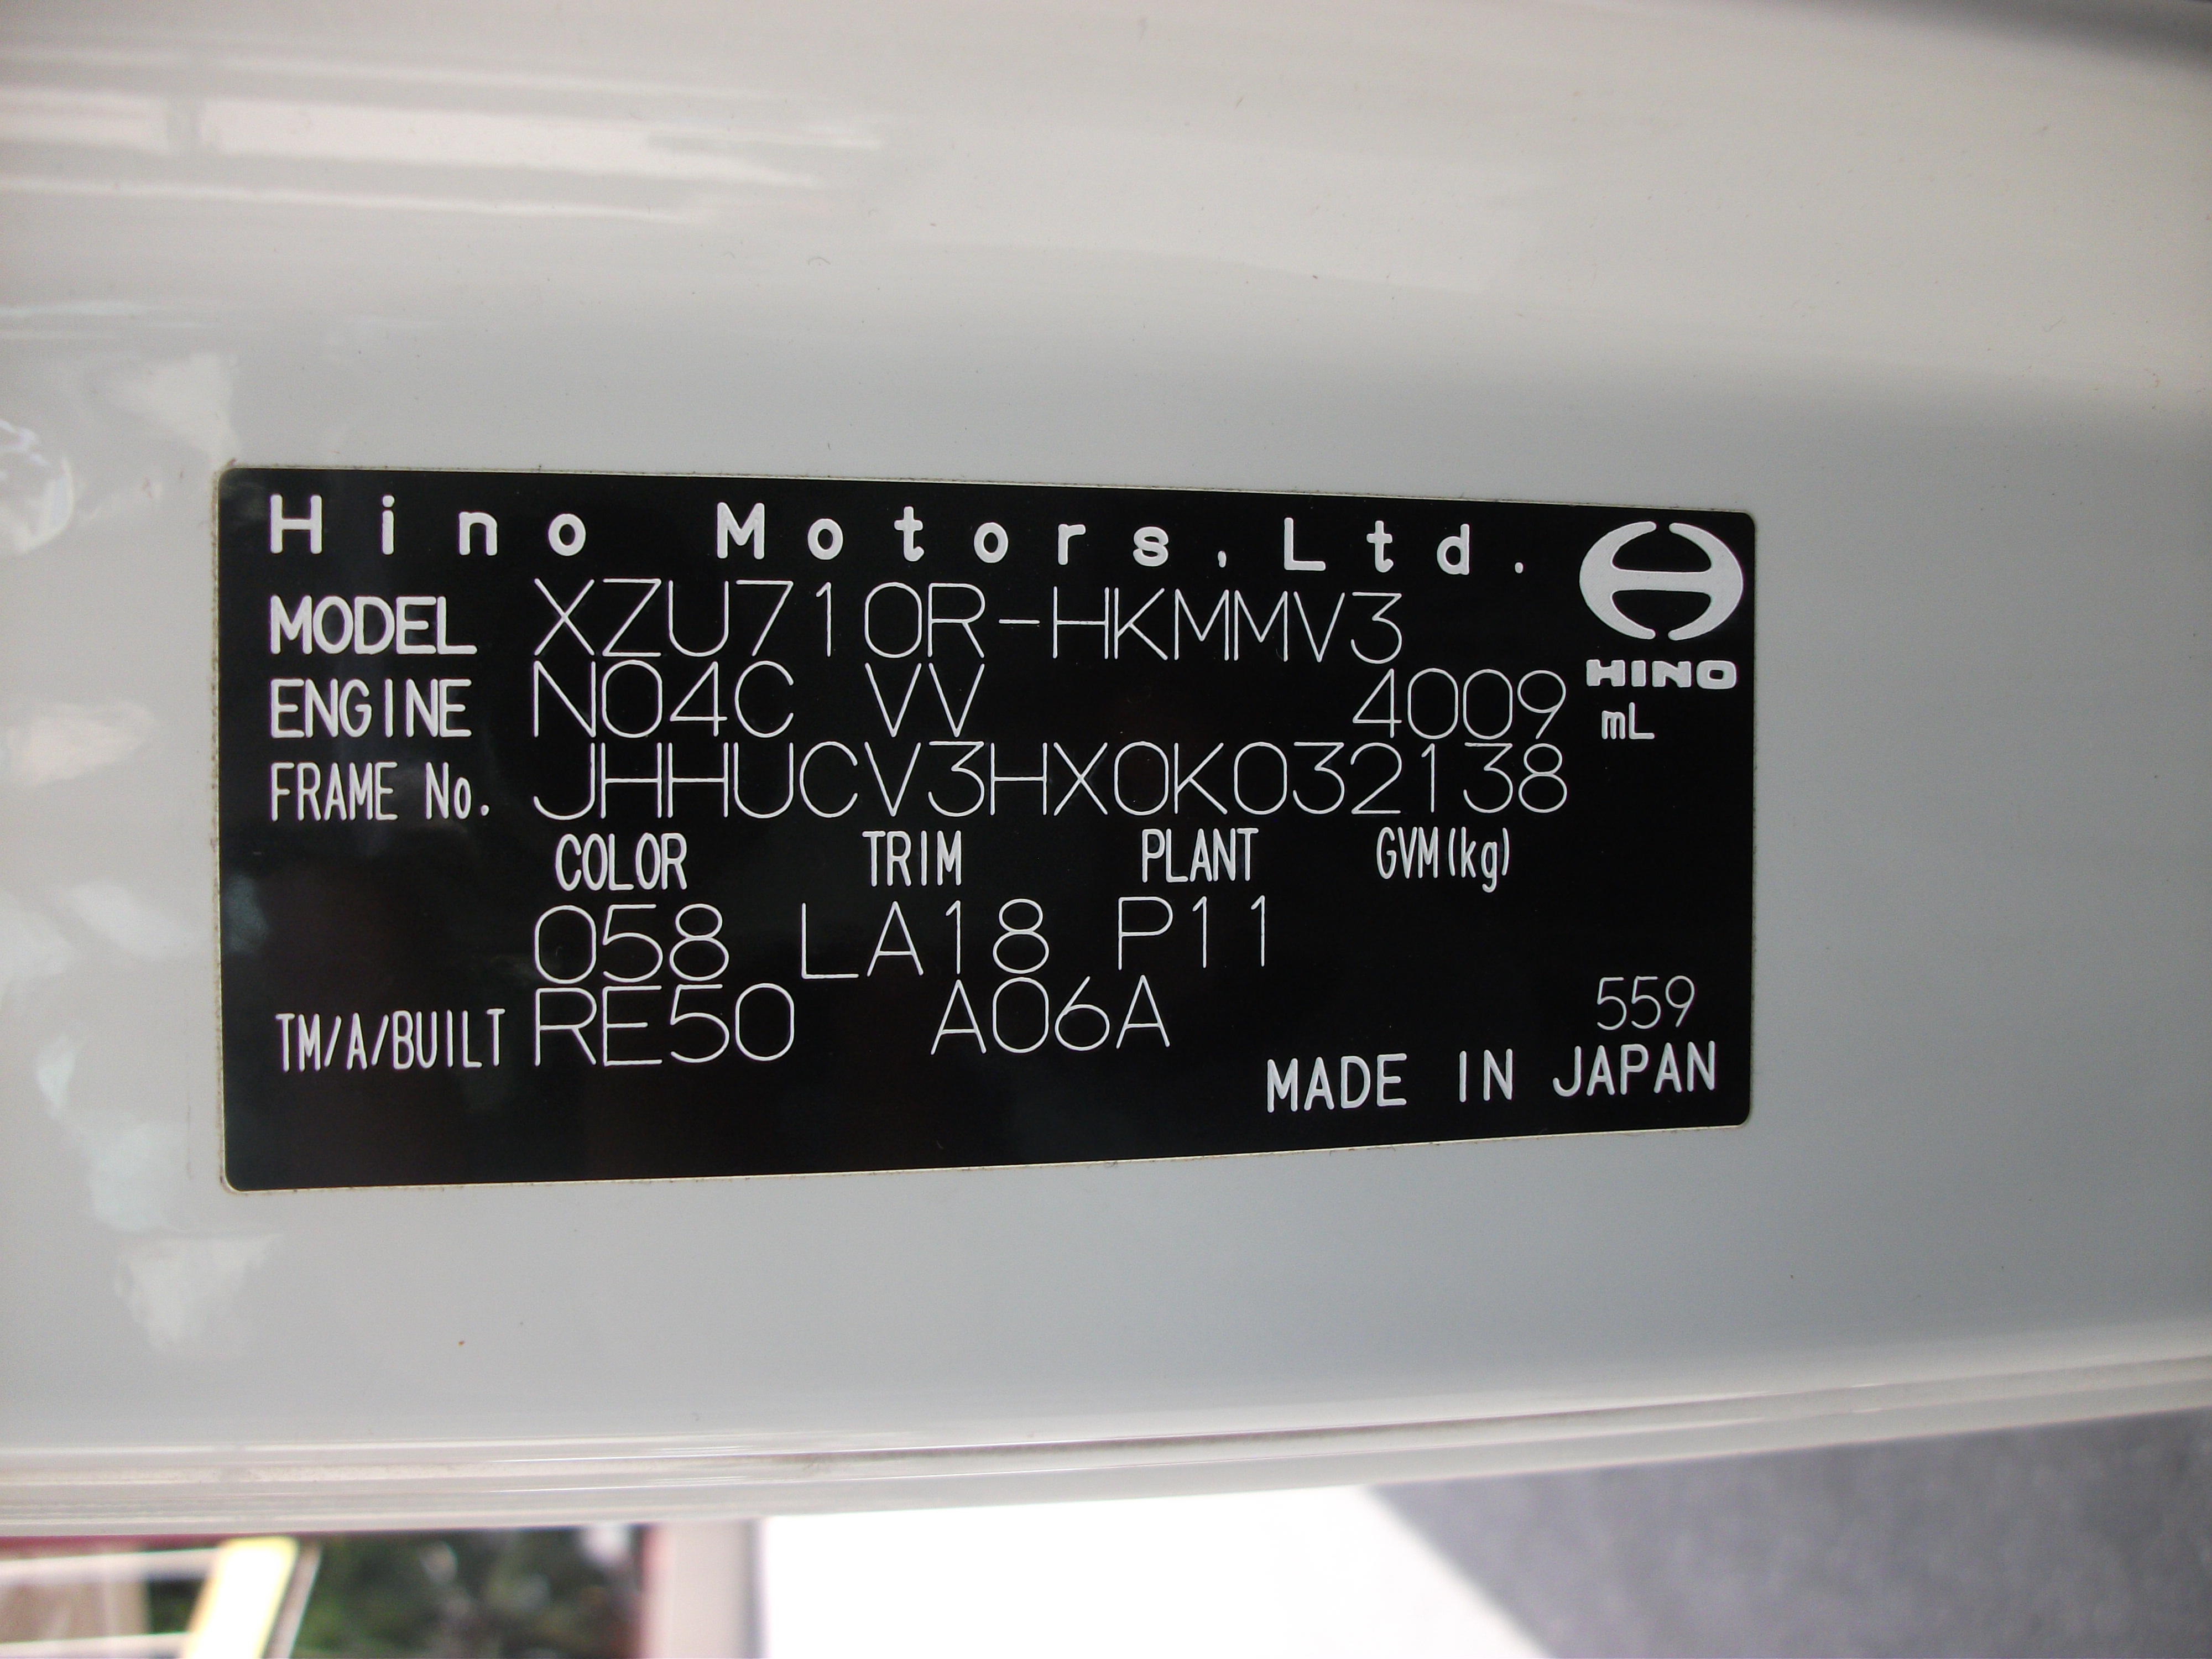 Hino Motors,Ltd.
MODEL XZU710R-HKMMV3
HINO
ENGINE N04C VV 4009 mL
FRAME No. JHHUCV3HX0K032138
COLOR TRIM PLANT GVM(kg)
058 LA18 P11
TM/A/BUILT RE50 A06A 559
MADE IN JAPAN